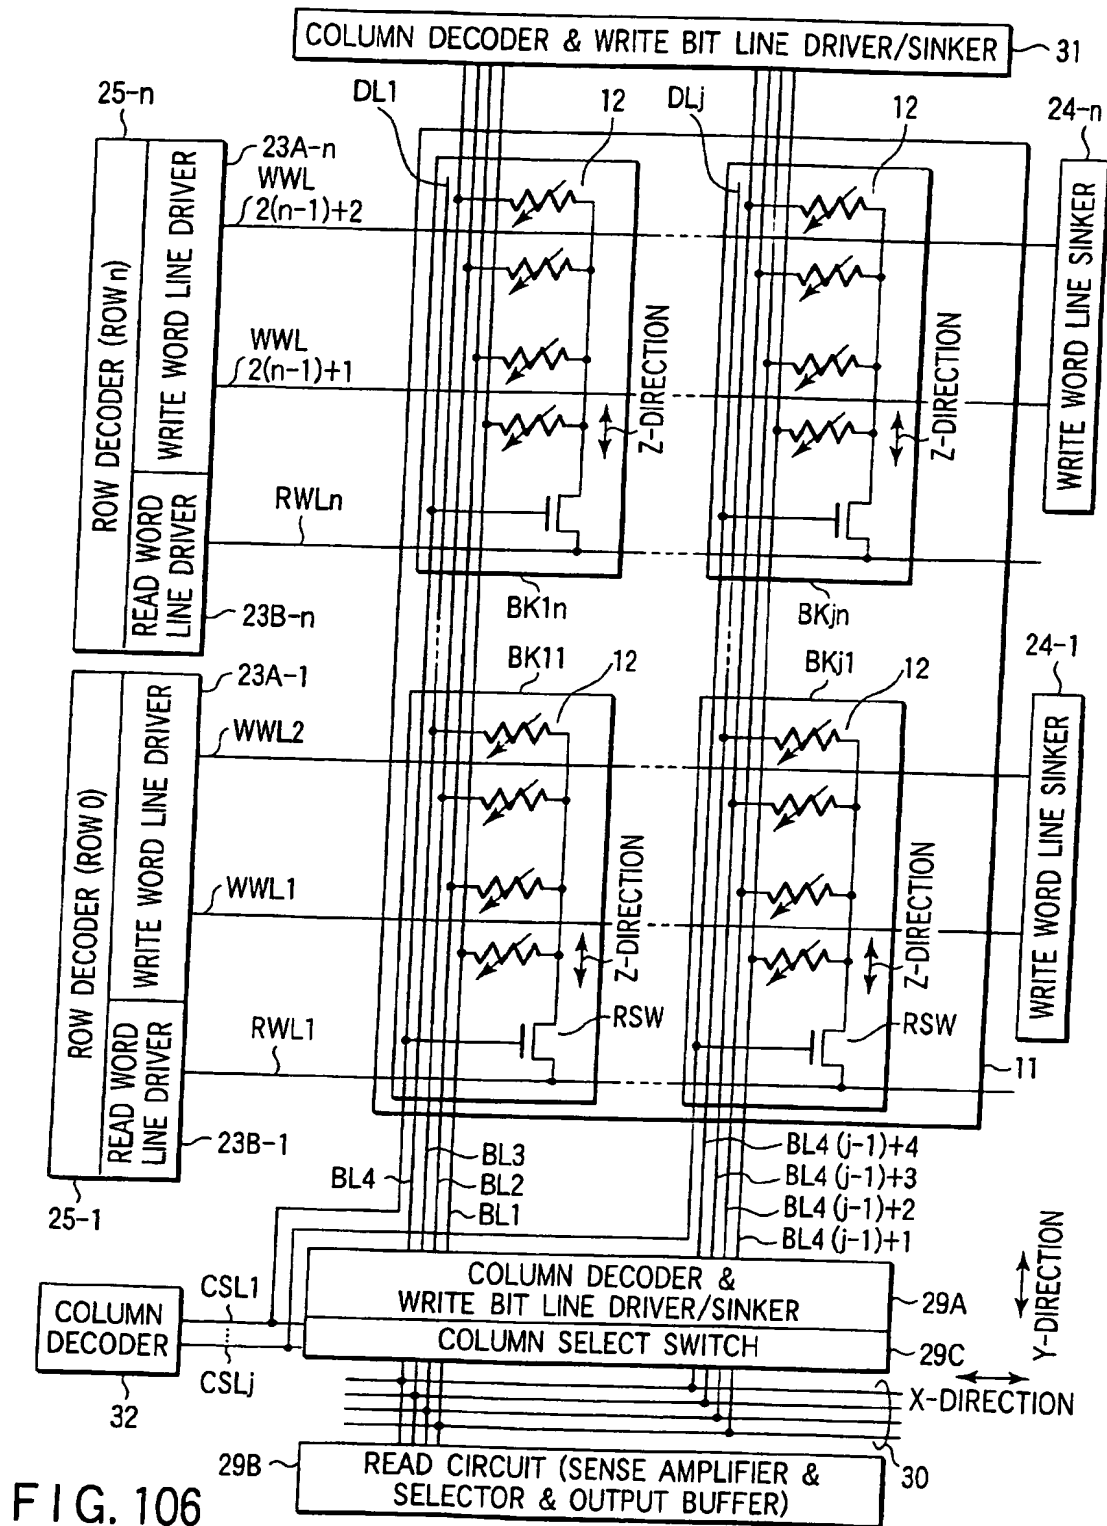 COLUMN DECODER & WRITE BIT LINE DRIVER/SINKER
31
25-n
DL1
12
DLj
12
24-n
23A-n
WWL
2(n-1)+2
WWL
2(n-1)+1
ROW DECODER (ROW n)
WRITE WORD LINE DRIVER
READ WORD
LINE DRIVER
Z-DIRECTION
Z-DIRECTION
WRITE WORD LINE SINKER
RWLn
23B-n
BK1n
BKjn
23A-1
BK11
12
BKj1
12
24-1
WWL2
WWL1
ROW DECODER (ROW 0)
WRITE WORD LINE DRIVER
READ WORD
LINE DRIVER
Z-DIRECTION
Z-DIRECTION
WRITE WORD LINE SINKER
RWL1
RSW
RSW
11
23B-1
25-1
BL4
BL3
BL2
BL1
BL4(j-1)+4
BL4(j-1)+3
BL4(j-1)+2
BL4(j-1)+1
COLUMN
DECODER
32
CSL1
CSLj
COLUMN DECODER &
WRITE BIT LINE DRIVER/SINKER
29A
COLUMN SELECT SWITCH
29C
Y-DIRECTION
X-DIRECTION
30
29B
READ CIRCUIT (SENSE AMPLIFIER &
SELECTOR & OUTPUT BUFFER)
FIG. 106